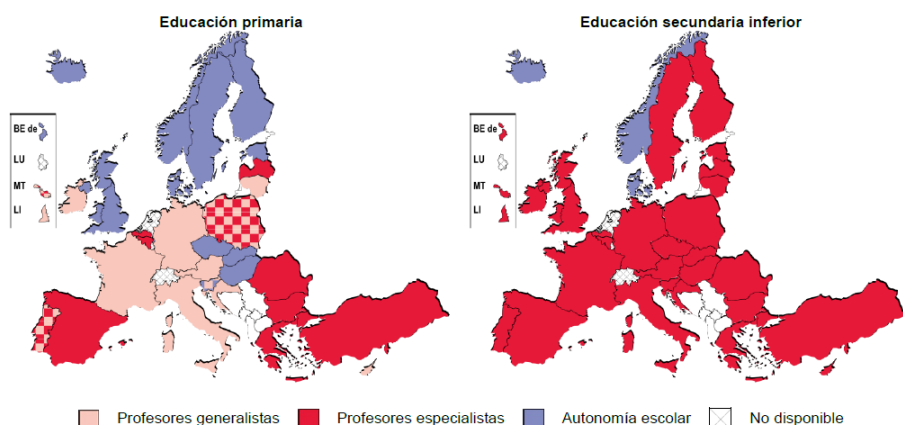 Educación primaria
Educación secundaria inferior
BE de
LU
MT
LI
BE de
LU
MT
LI
Profesores generalistas
Profesores especialistas
Autonomía escolar
No disponible